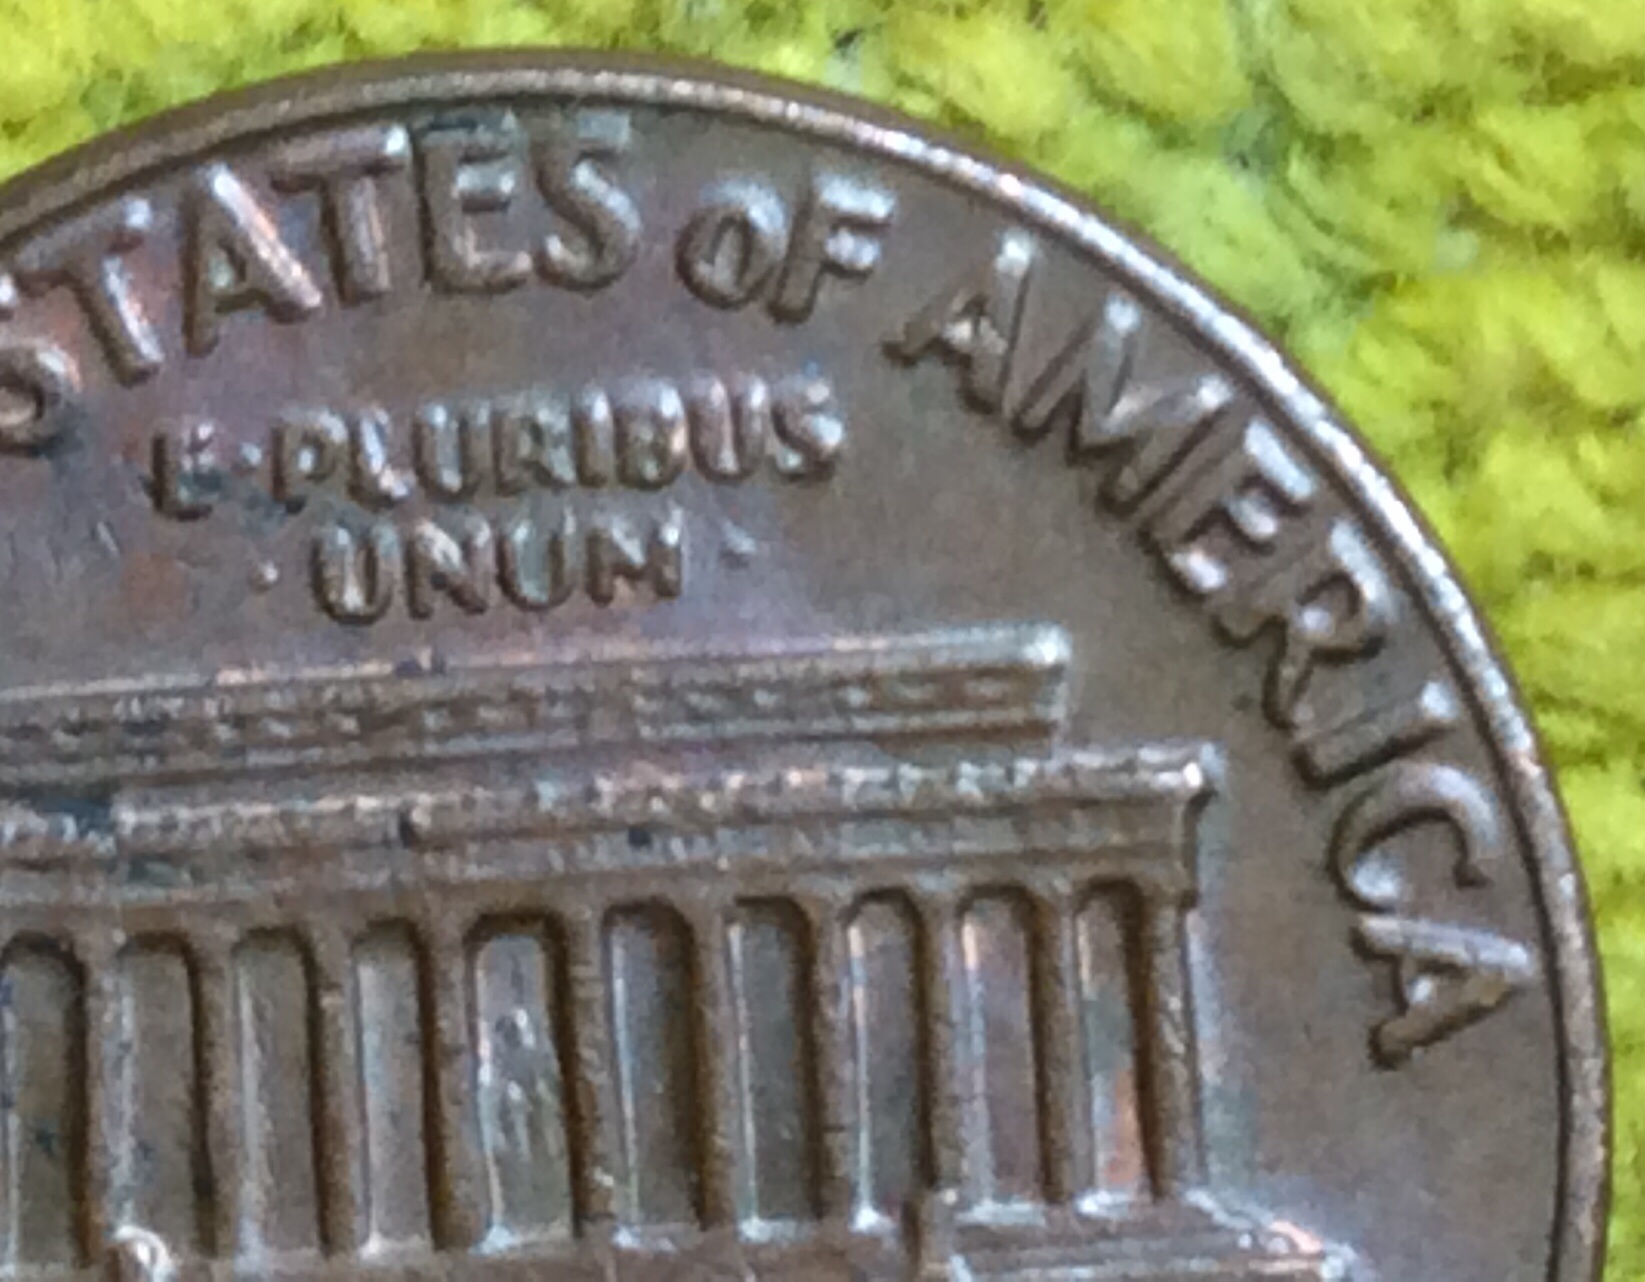 STATES OF AMERICA
E·PLURIBUS
·UNUM·